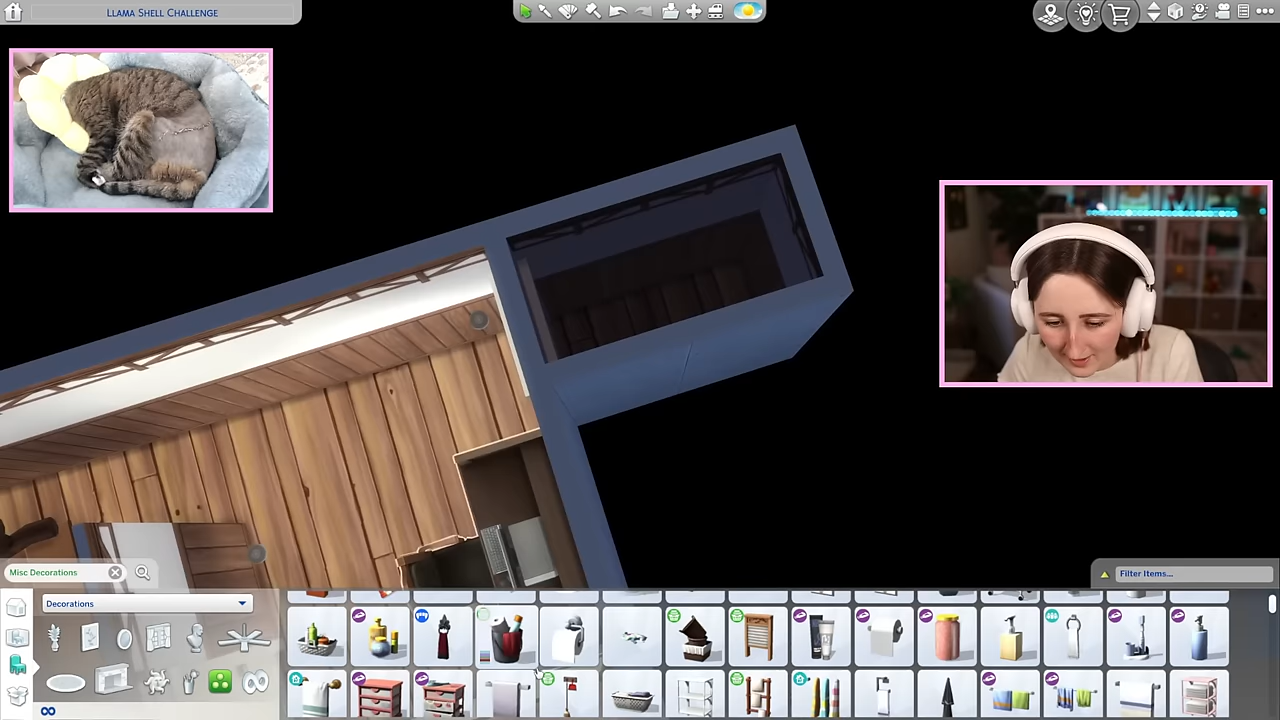 LLAMA SHELL CHALLENGE
Misc Decorations
Filter Items...
Decorations